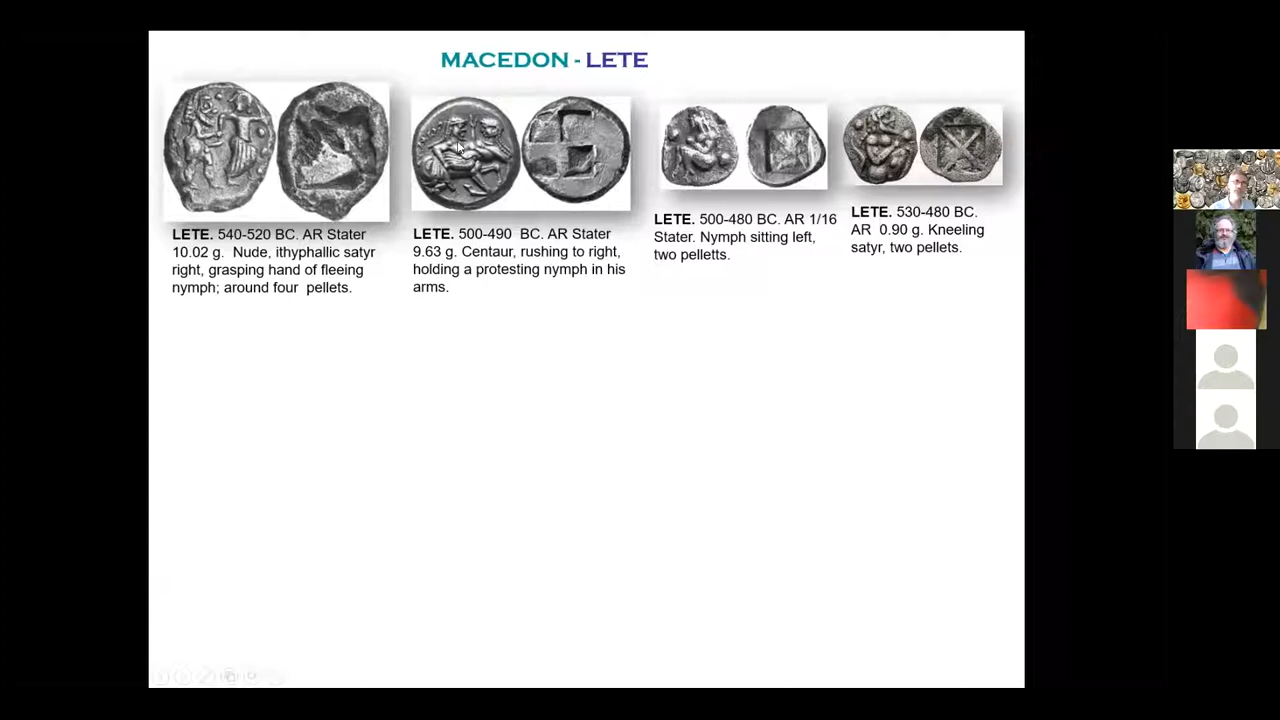 MACEDON - LETE
LETE. 540-520 BC. AR Stater
10.02 g. Nude, ithyphallic satyr
right, grasping hand of fleeing
nymph; around four pellets.
LETE. 500-490 BC. AR Stater
9.63 g. Centaur, rushing to right,
holding a protesting nymph in his
arms.
LETE. 500-480 BC. AR 1/16
Stater. Nymph sitting left,
two pelletts.
LETE. 530-480 BC.
AR 0.90 g. Kneeling
satyr, two pellets.